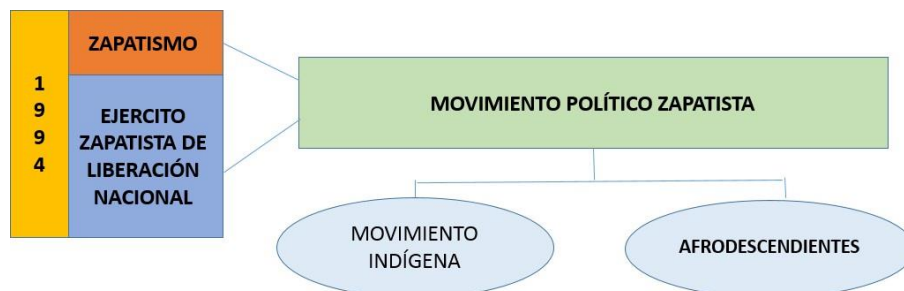 1
9
9
4
ZAPATISMO
EJERCITO
ZAPATISTA DE
LIBERACIÓN
NACIONAL
MOVIMIENTO POLÍTICO ZAPATISTA
MOVIMIENTO
INDÍGENA
AFRODESCENDIENTES